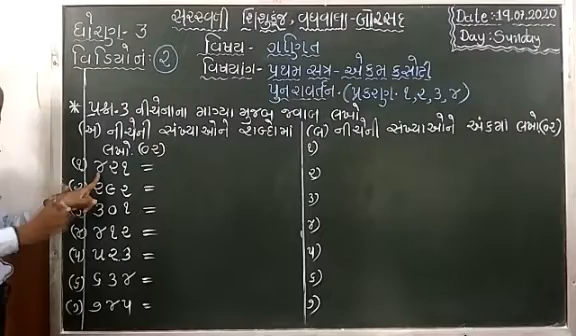 ધોરણ - 3
સરસ્વતી શિશુકુંજ, વઘવાલા - બોરસદ
Date : 19.07.2020
Day : Sunday
વિડિયો નં : ૨
વિષય - ગણિત
વિષયાંગ - પ્રથમ સત્ર - એકમ કસોટી
પુનરાવર્તન. (પ્રકરણ. ૧,૨,૩,૪)
* પ્રશ્ન-૩ નીચેનાના માગ્યા મુજબ જવાબ લખો.
(અ) નીચેની સંખ્યાઓને શબ્દોમાં
લખો. (૦૨)
(૧) ૪૨૧ =
(૨) ૨૯૨ =
(૩) ૩૦૧ =
(૪) ૪૧૨ =
(૫) ૫૨૩ =
(૬) ૬૩૪ =
(૭) ૭૪૫ =
(બ) નીચેની સંખ્યાઓને અંકમાં લખો (૦૨)
૧)
૨)
૩)
૪)
૫)
૬)
૭)